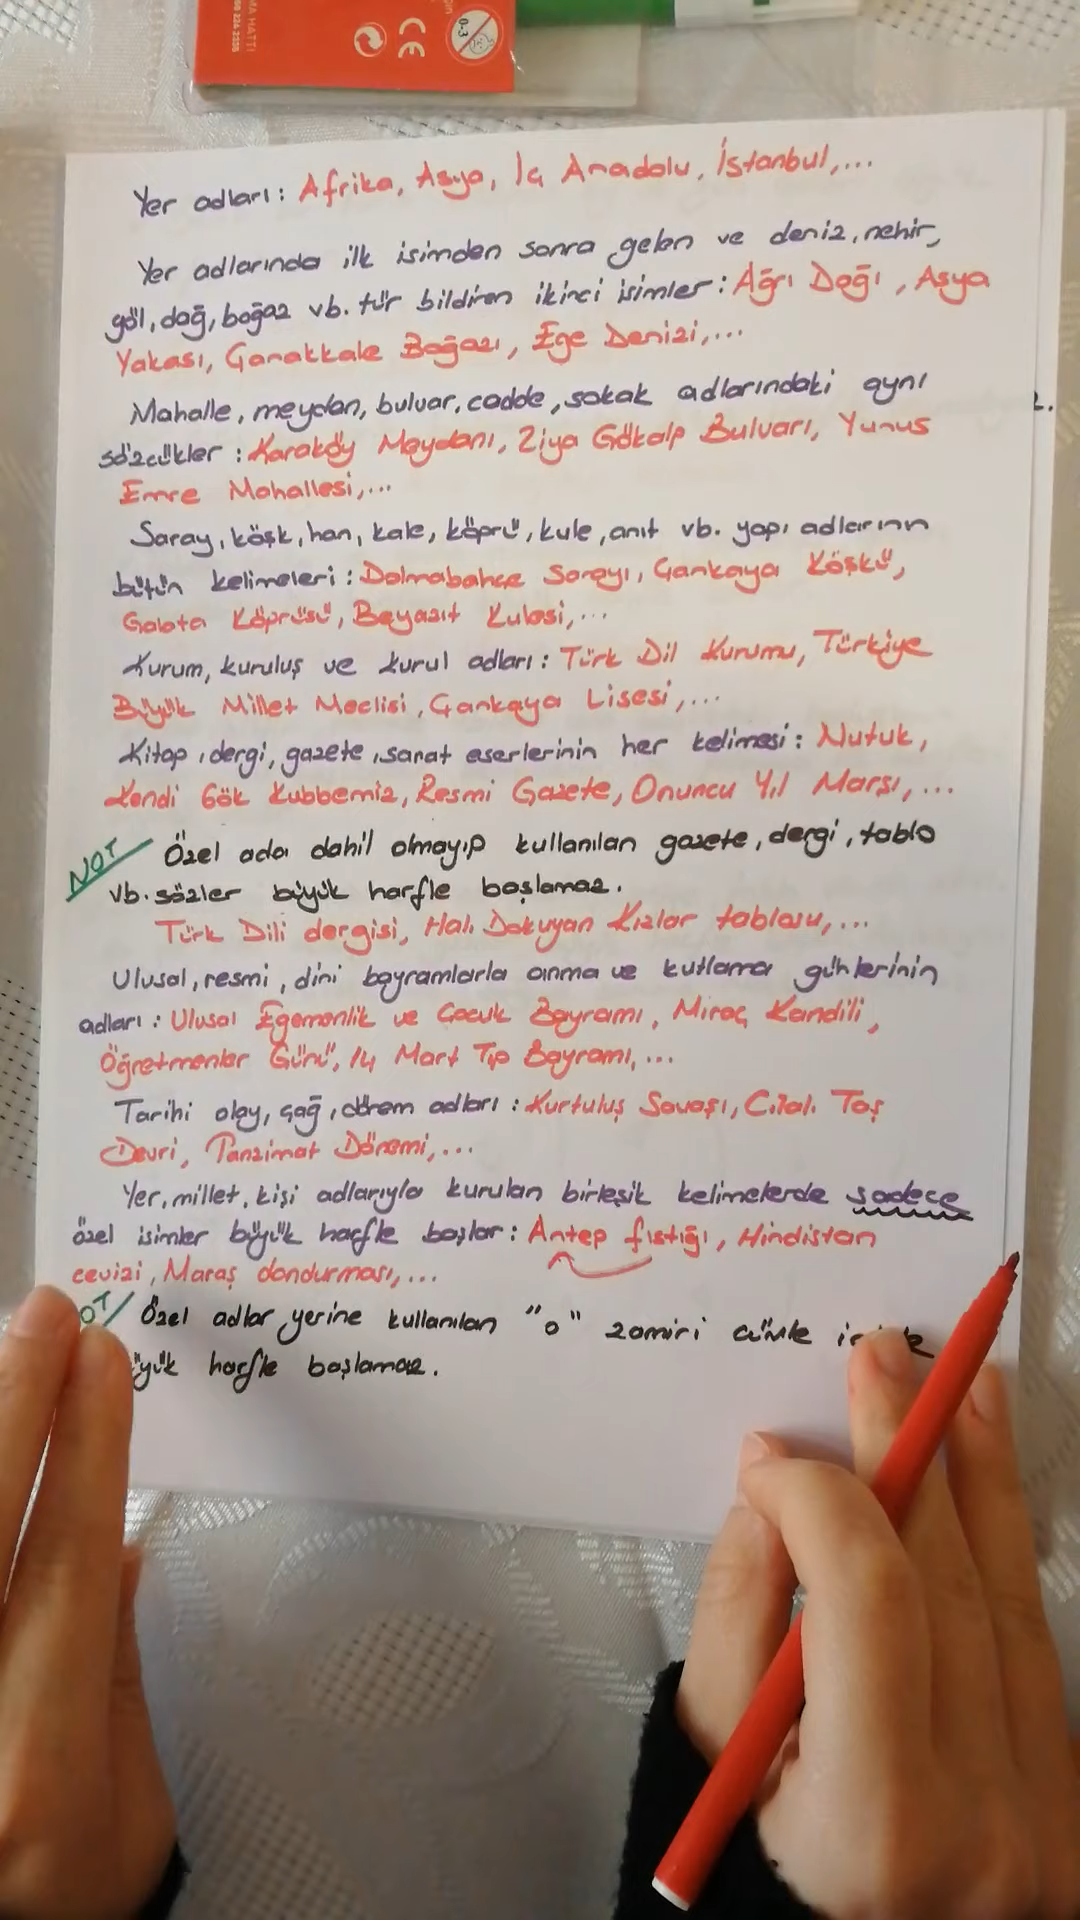 MA HATTI
CE
0-3
Yer adları: Afrika, Asya, İç Anadolu, İstanbul,...
Yer adlarında ilk isimden sonra gelen ve deniz, nehir,
göl, dağ, boğaz vb. tür bildiren ikinci isimler: Ağrı Dağı, Asya
Yakası, Çanakkale Boğazı, Ege Denizi,...
Mahalle, meydan, bulvar, cadde, sokak adlarındaki aynı
sözcükler: Karaköy Meydanı, Ziya Gökalp Bulvarı, Yunus
Emre Mahallesi,...
Saray, köşk, han, kale, köprü, kule, anıt vb. yapı adlarının
bütün kelimeleri: Dolmabahçe Sarayı, Çankaya Köşkü,
Galata Köprüsü, Beyazıt Kulesi,...
Kurum, kuruluş ve kurul adları: Türk Dil Kurumu, Türkiye
Büyük Millet Meclisi, Çankaya Lisesi,...
Kitap, dergi, gazete, sanat eserlerinin her kelimesi: Nutuk,
Kendi Gök Kubbemiz, Resmi Gazete, Onuncu Yıl Marşı,...
NOT Özel ada dahil olmayıp kullanılan gazete, dergi, tablo
vb. sözler büyük harfle başlamaz.
Türk Dili dergisi, Halı Dokuyan Kızlar tablosu,...
Ulusal, resmi, dini bayramlarla anma ve kutlama günlerinin
adları: Ulusal Egemenlik ve Çocuk Bayramı, Miraç Kandili,
Öğretmenler Günü, 14 Mart Tıp Bayramı,...
Tarihi olay, çağ, dönem adları: Kurtuluş Savaşı, Cilalı Taş
Devri, Tanzimat Dönemi,...
Yer, millet, kişi adlarıyla kurulan birleşik kelimelerde sadece
özel isimler büyük harfle başlar: Antep fıstığı, Hindistan
cevizi, Maraş dondurması,...
OT Özel adlar yerine kullanılan "o" zamiri cümle
yük harfle başlamaz.